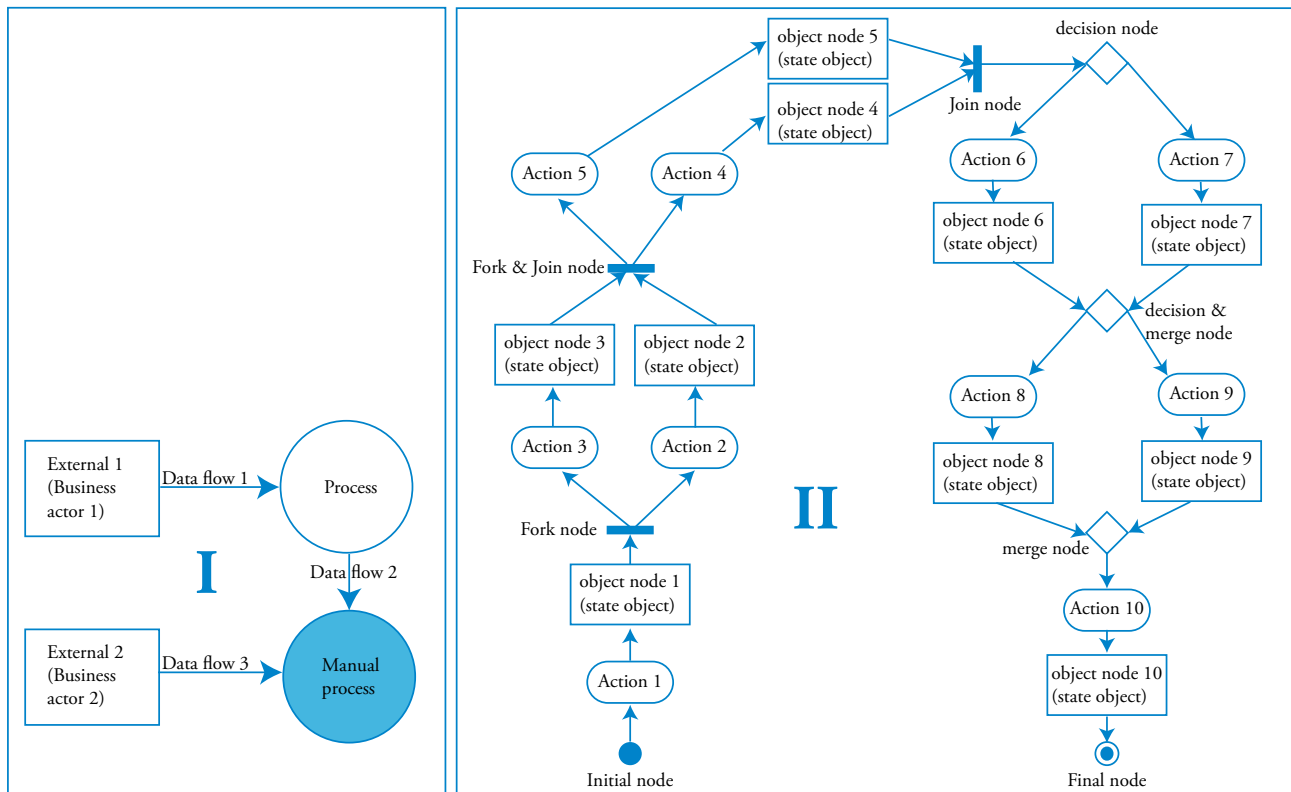 External 1
(Business
actor 1)
Data flow 1
Process
I
Data flow 2
External 2
(Business
actor 2)
Data flow 3
Manual
process
object node 5
(state object)
object node 4
(state object)
Join node
decision node
Action 5
Action 4
Action 6
Action 7
object node 6
(state object)
object node 7
(state object)
Fork & Join node
decision &
merge node
object node 3
(state object)
object node 2
(state object)
Action 8
Action 9
Action 3
Action 2
object node 8
(state object)
object node 9
(state object)
II
Fork node
merge node
object node 1
(state object)
Action 10
Action 1
object node 10
(state object)
Initial node
Final node